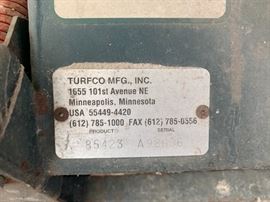 TURFCO MFG., INC.
1655 101st Avenue NE
Minneapolis, Minnesota
USA 55449-4420
(612) 785-1000 FAX (612) 785-0556
PRODUCT SERIAL
85423